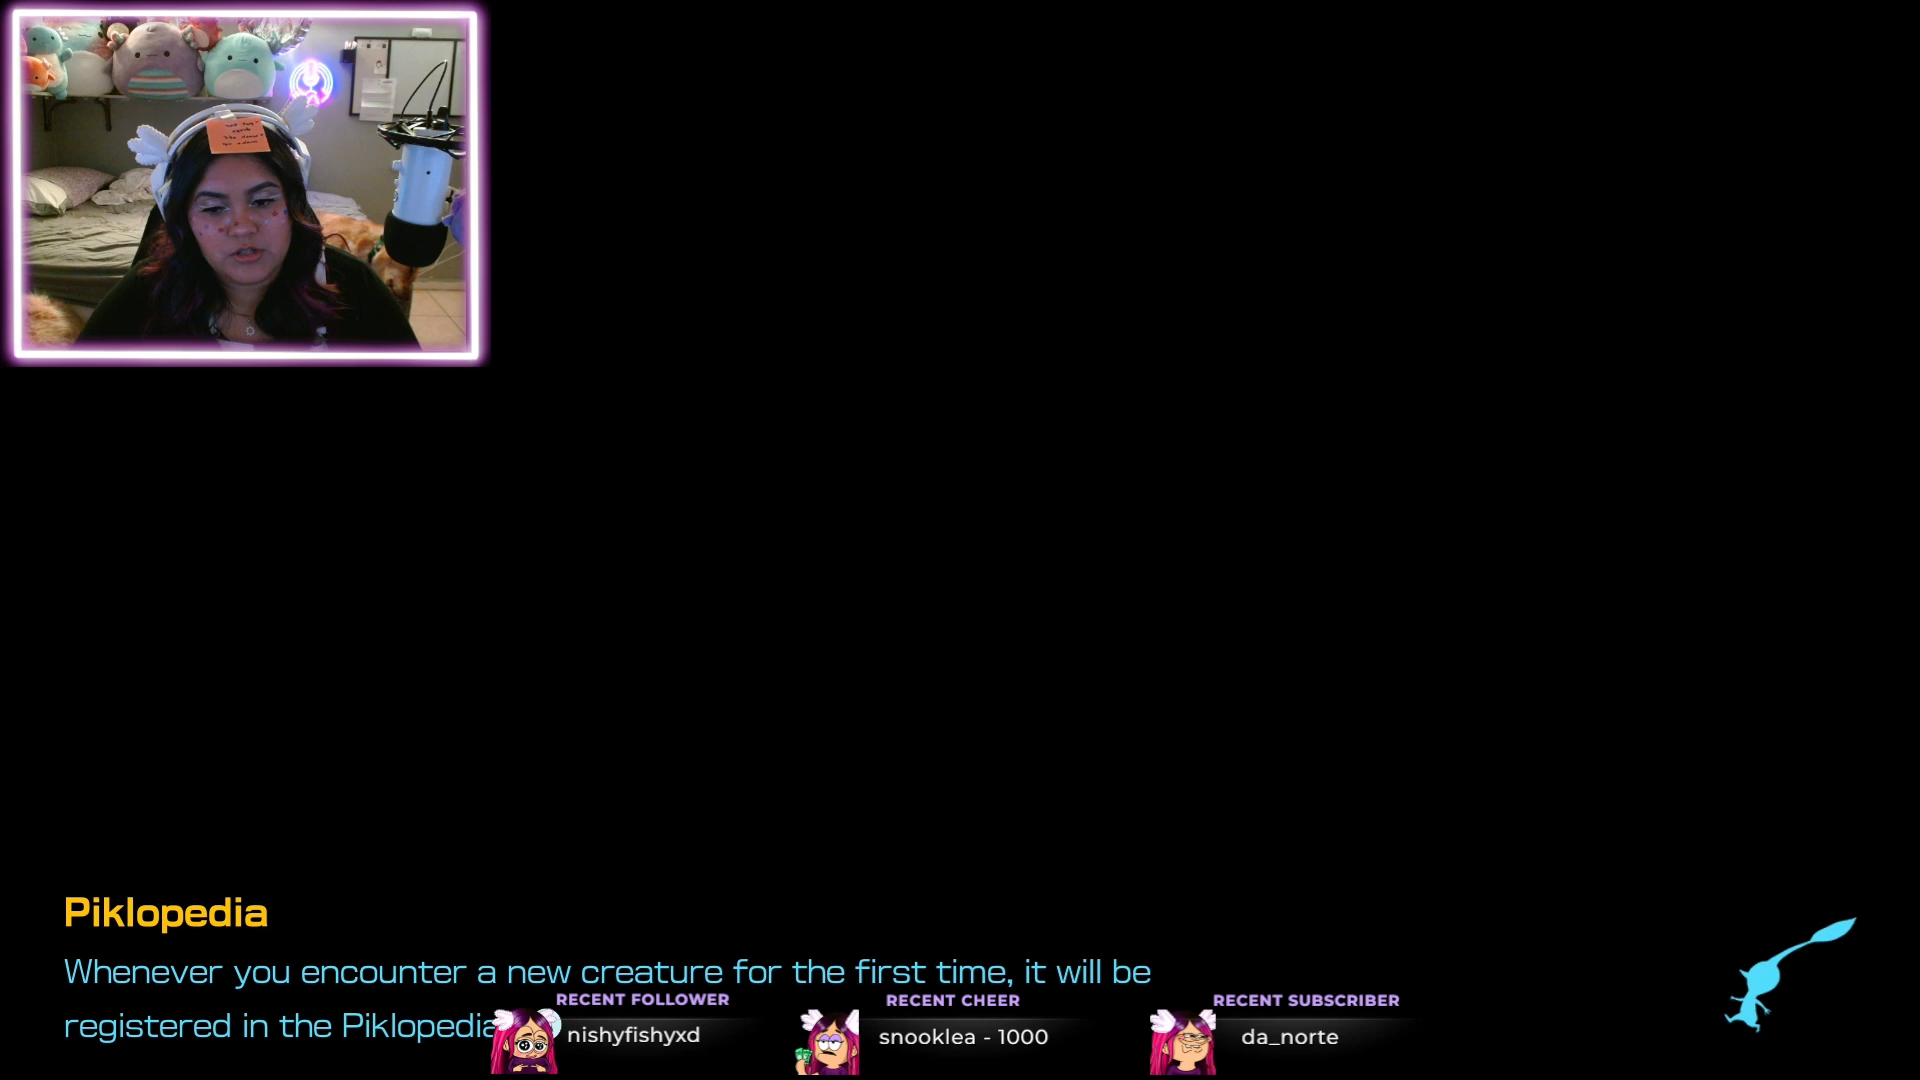 Piklopedia
Whenever you encounter a new creature for the first time, it will be
registered in the Piklopedia
RECENT FOLLOWER
nishyfishyxd
RECENT CHEER
snooklea - 1000
RECENT SUBSCRIBER
da_norte